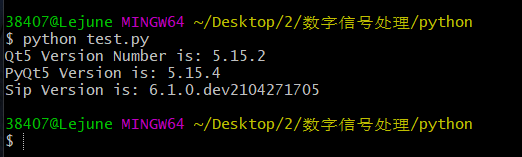 38407@Lejune MINGW64 ~/Desktop/2/数字信号处理/python
$ python test.py
Qt5 Version Number is: 5.15.2
PyQt5 Version is: 5.15.4
Sip Version is: 6.1.0.dev2104271705
38407@Lejune MINGW64 ~/Desktop/2/数字信号处理/python
$